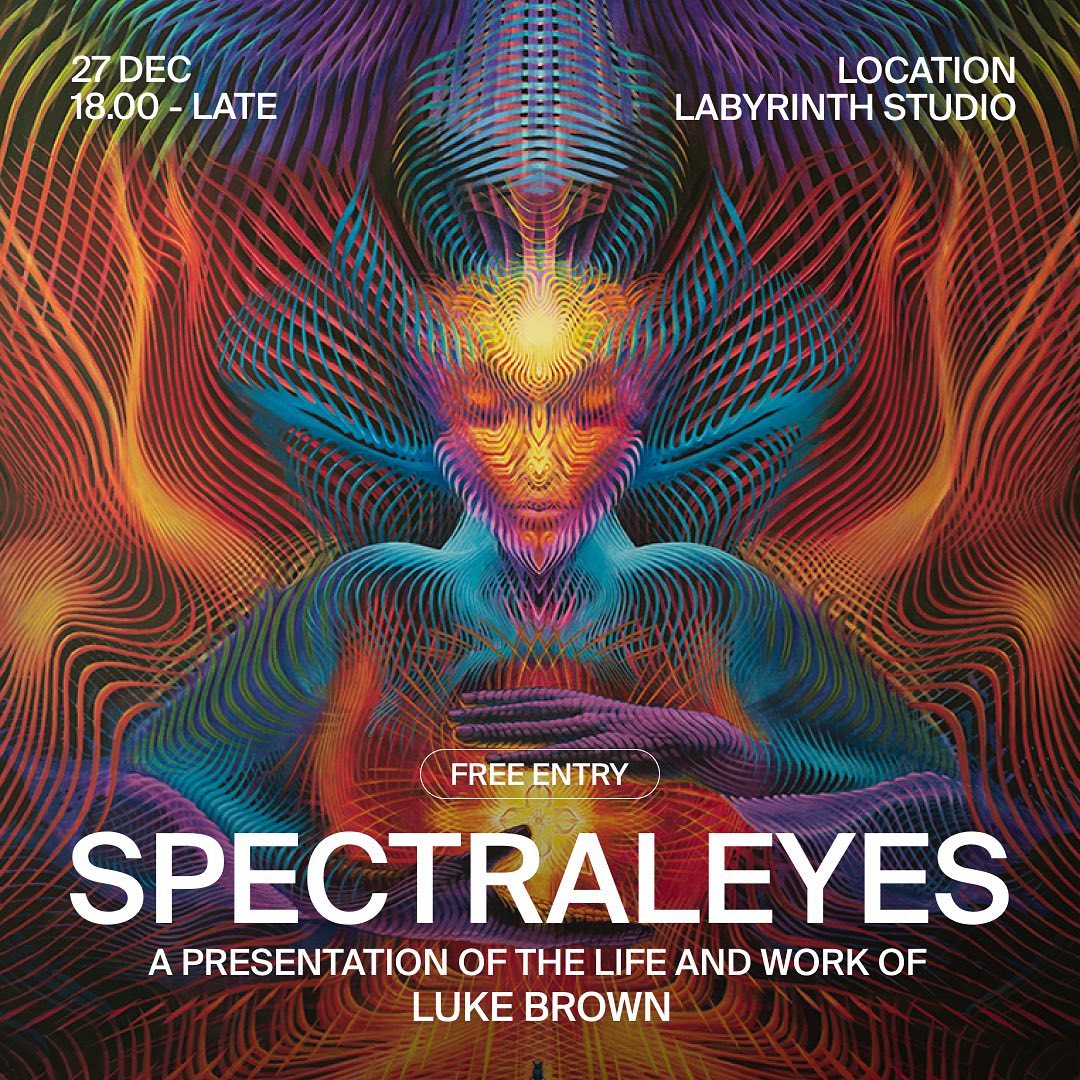 27 DEC
18.00 - LATE
LOCATION
LABYRINTH STUDIO
FREE ENTRY
SPECTRALEYES
A PRESENTATION OF THE LIFE AND WORK OF
LUKE BROWN